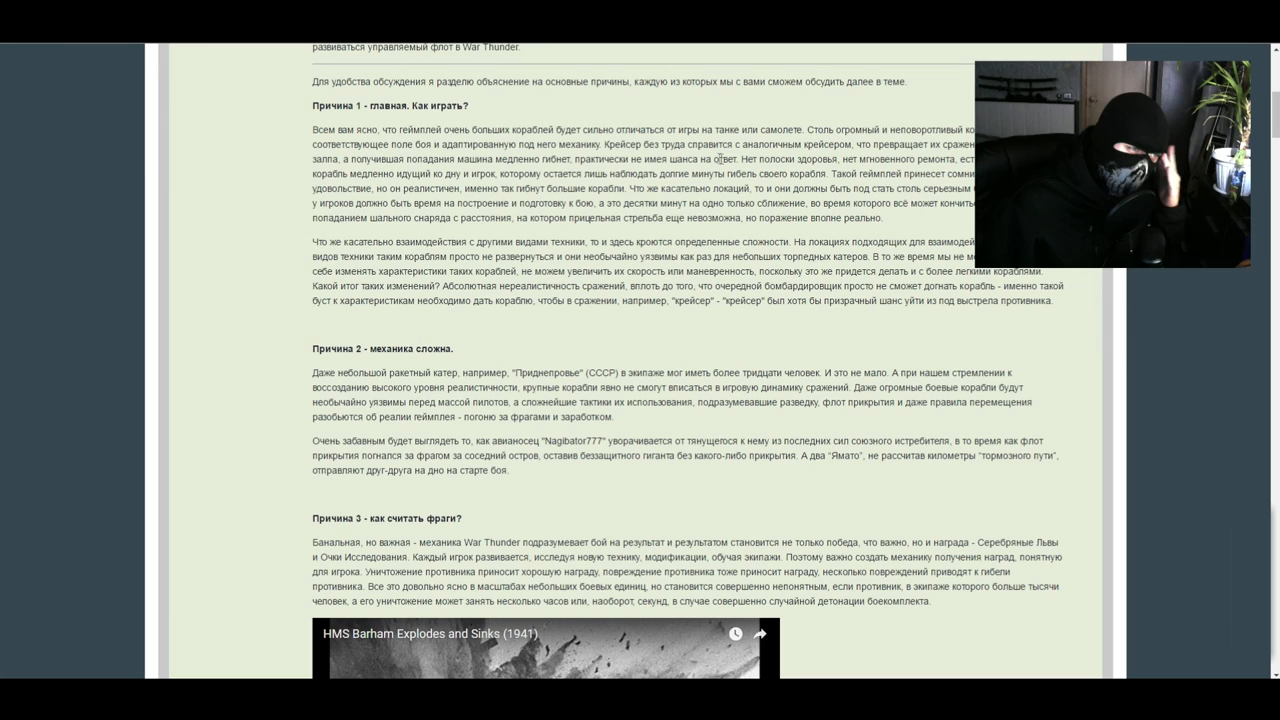 развиваться управляемый флот в War Thunder.
Для удобства обсуждения я разделю объяснение на основные причины, каждую из которых мы с вами сможем обсудить далее в теме.
Причина 1 - главная. Как играть?
Всем вам ясно, что геймплей очень больших кораблей будет сильно отличаться от игры на танке или самолете. Столь огромный и неповоротливый
соответствующее поле боя и адаптированную под него механику. Крейсер без труда справится с аналогичным крейсером, что превращает их
залпа, а получившая попадания машина медленно гибнет, практически не имея шанса на ответ. Нет полоски здоровья, нет мгновенного ремонта,
корабль медленно идущий ко дну и игрок, которому остается лишь наблюдать долгие минуты гибель своего корабля. Такой геймплей принесет
удовольствие, но он реалистичен, именно так гибнут большие корабли. Что же касательно локаций, то и они должны быть под стать столь серьезным
у игроков должно быть время на построение и подготовку к бою, а это десятки минут на одно только сближение, во время которого всё может
попаданием шального снаряда с расстояния, на котором прицельная стрельба еще невозможна, но поражение вполне реально.
Что же касательно взаимодействия с другими видами техники, то и здесь кроются определенные сложности. На локациях подходящих для
видов техники таким кораблям просто не развернуться и они необычайно уязвимы как раз для небольших торпедных катеров. В то же время мы не
себе изменять характеристики таких кораблей, не можем увеличить их скорость или маневренность, поскольку это же придется делать и с более легкими кораблями.
Какой итог таких изменений? Абсолютная нереалистичность сражений, вплоть до того, что очередной бомбардировщик просто не сможет догнать корабль - именно такой
буст к характеристикам необходимо дать кораблю, чтобы в сражении, например, "крейсер" - "крейсер" был хотя бы призрачный шанс уйти из под выстрела противника.
Причина 2 - механика сложна.
Даже небольшой ракетный катер, например, "Приднепровье" (СССР) в экипаже мог иметь более тридцати человек. И это не мало. А при нашем стремлении к
воссозданию высокого уровня реалистичности, крупные корабли явно не смогут вписаться в игровую динамику сражений. Даже огромные боевые корабли будут
необычайно уязвимы перед массой пилотов, а сложнейшие тактики их использования, подразумевавшие разведку, флот прикрытия и даже правила перемещения
разобьются об реалии геймплея - погоню за фрагами и заработком.
Очень забавным будет выглядеть то, как авианосец "Nagibator777" уворачивается от тянущегося к нему из последних сил союзного истребителя, в то время как флот
прикрытия погнался за фрагом за соседний остров, оставив беззащитного гиганта без какого-либо прикрытия. А два "Ямато", не рассчитав километры "тормозного пути",
отправляют друг-друга на дно на старте боя.
Причина 3 - как считать фраги?
Банальная, но важная - механика War Thunder подразумевает бой на результат и результатом становится не только победа, что важно, но и награда - Серебряные Львы
и Очки Исследования. Каждый игрок развивается, исследуя новую технику, модификации, обучая экипажи. Поэтому важно создать механику получения наград, понятную
для игрока. Уничтожение противника приносит хорошую награду, повреждение противника тоже приносит награду, несколько повреждений приводят к гибели
противника. Все это довольно ясно в масштабах небольших боевых единиц, но становится совершенно непонятным, если противник, в экипаже которого больше тысячи
человек, а его уничтожение может занять несколько часов или, наоборот, секунд, в случае совершенно случайной детонации боекомплекта.
HMS Barham Explodes and Sinks (1941)